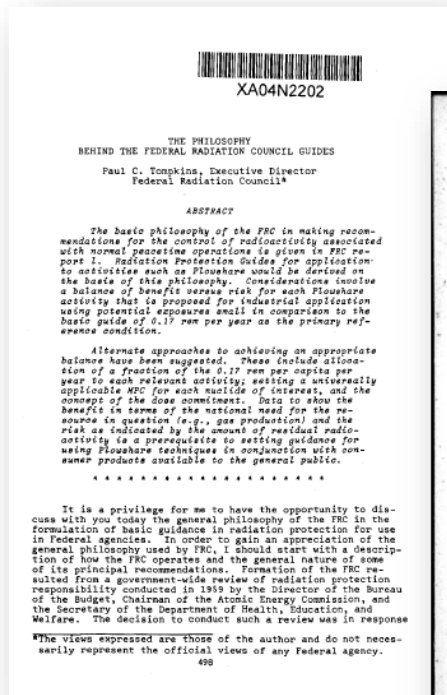 XA04N2202
THE PHILOSOPHY
BEHIND THE FEDERAL RADIATION COUNCIL GUIDES
Paul C. Tompkins, Executive Director
Federal Radiation Council*
ABSTRACT
The basic philosophy of the FRC in making recom-
mendations for the control of radioactivity associated
with normal peacetime operations is given in FRC re-
port 1. Radiation Protection Guides for application
to activities such as Plowshare would be derived on
the basis of this philosophy. Considerations involve
a balance of benefit versus risk for each Plowshare
activity that is proposed for industrial application
using potential exposures small in comparison to the
basic guide of 0.17 rem per year as the primary ref-
erence condition.
Alternate approaches to achieving an appropriate
balance have been suggested. These include alloca-
tion of a fraction of the 0.17 rem per capita per
year to each relevant activity; setting a universally
applicable MPC for each nuclide of interest, and the
concept of the dose commitment. Data to show the
benefit in terms of the national need for the re-
source in question (e.g., gas production) and the
risk as indicated by the amount of residual radio-
activity is a prerequisite to setting guidance for
using Plowshare techniques in conjunction with con-
sumer products available to the general public.
* * * * * * * * * * * * * * * * * * *
It is a privilege for me to have the opportunity to dis-
cuss with you today the general philosophy of the FRC in the
formulation of basic guidance in radiation protection for use
in Federal agencies. In order to gain an appreciation of the
general philosophy used by FRC, I should start with a descrip-
tion of how the FRC operates and the general nature of some
of its principal recommendations. Formation of the FRC re-
sulted from a government-wide review of radiation protection
responsibility conducted in 1959 by the Director of the Bureau
of the Budget, Chairman of the Atomic Energy Commission, and
the Secretary of the Department of Health, Education, and
Welfare. The decision to conduct such a review was in response
*The views expressed are those of the author and do not neces-
sarily represent the official views of any Federal agency.
498